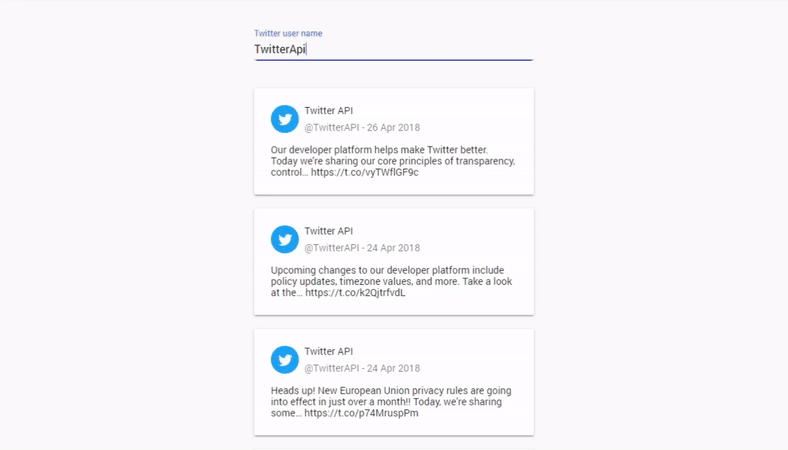 Twitter user name
TwitterApi
Twitter API
@TwitterAPI - 26 Apr 2018
Our developer platform helps make Twitter better.
Today we're sharing our core principles of transparency,
control… https://t.co/vyTWflGF9c
Twitter API
@TwitterAPI - 24 Apr 2018
Upcoming changes to our developer platform include
policy updates, timezone values, and more. Take a look
at the… https://t.co/k2QjtrfvdL
Twitter API
@TwitterAPI - 24 Apr 2018
Heads up! New European Union privacy rules are going
into effect in just over a month!! Today, we're sharing
some… https://t.co/p74MruspPm